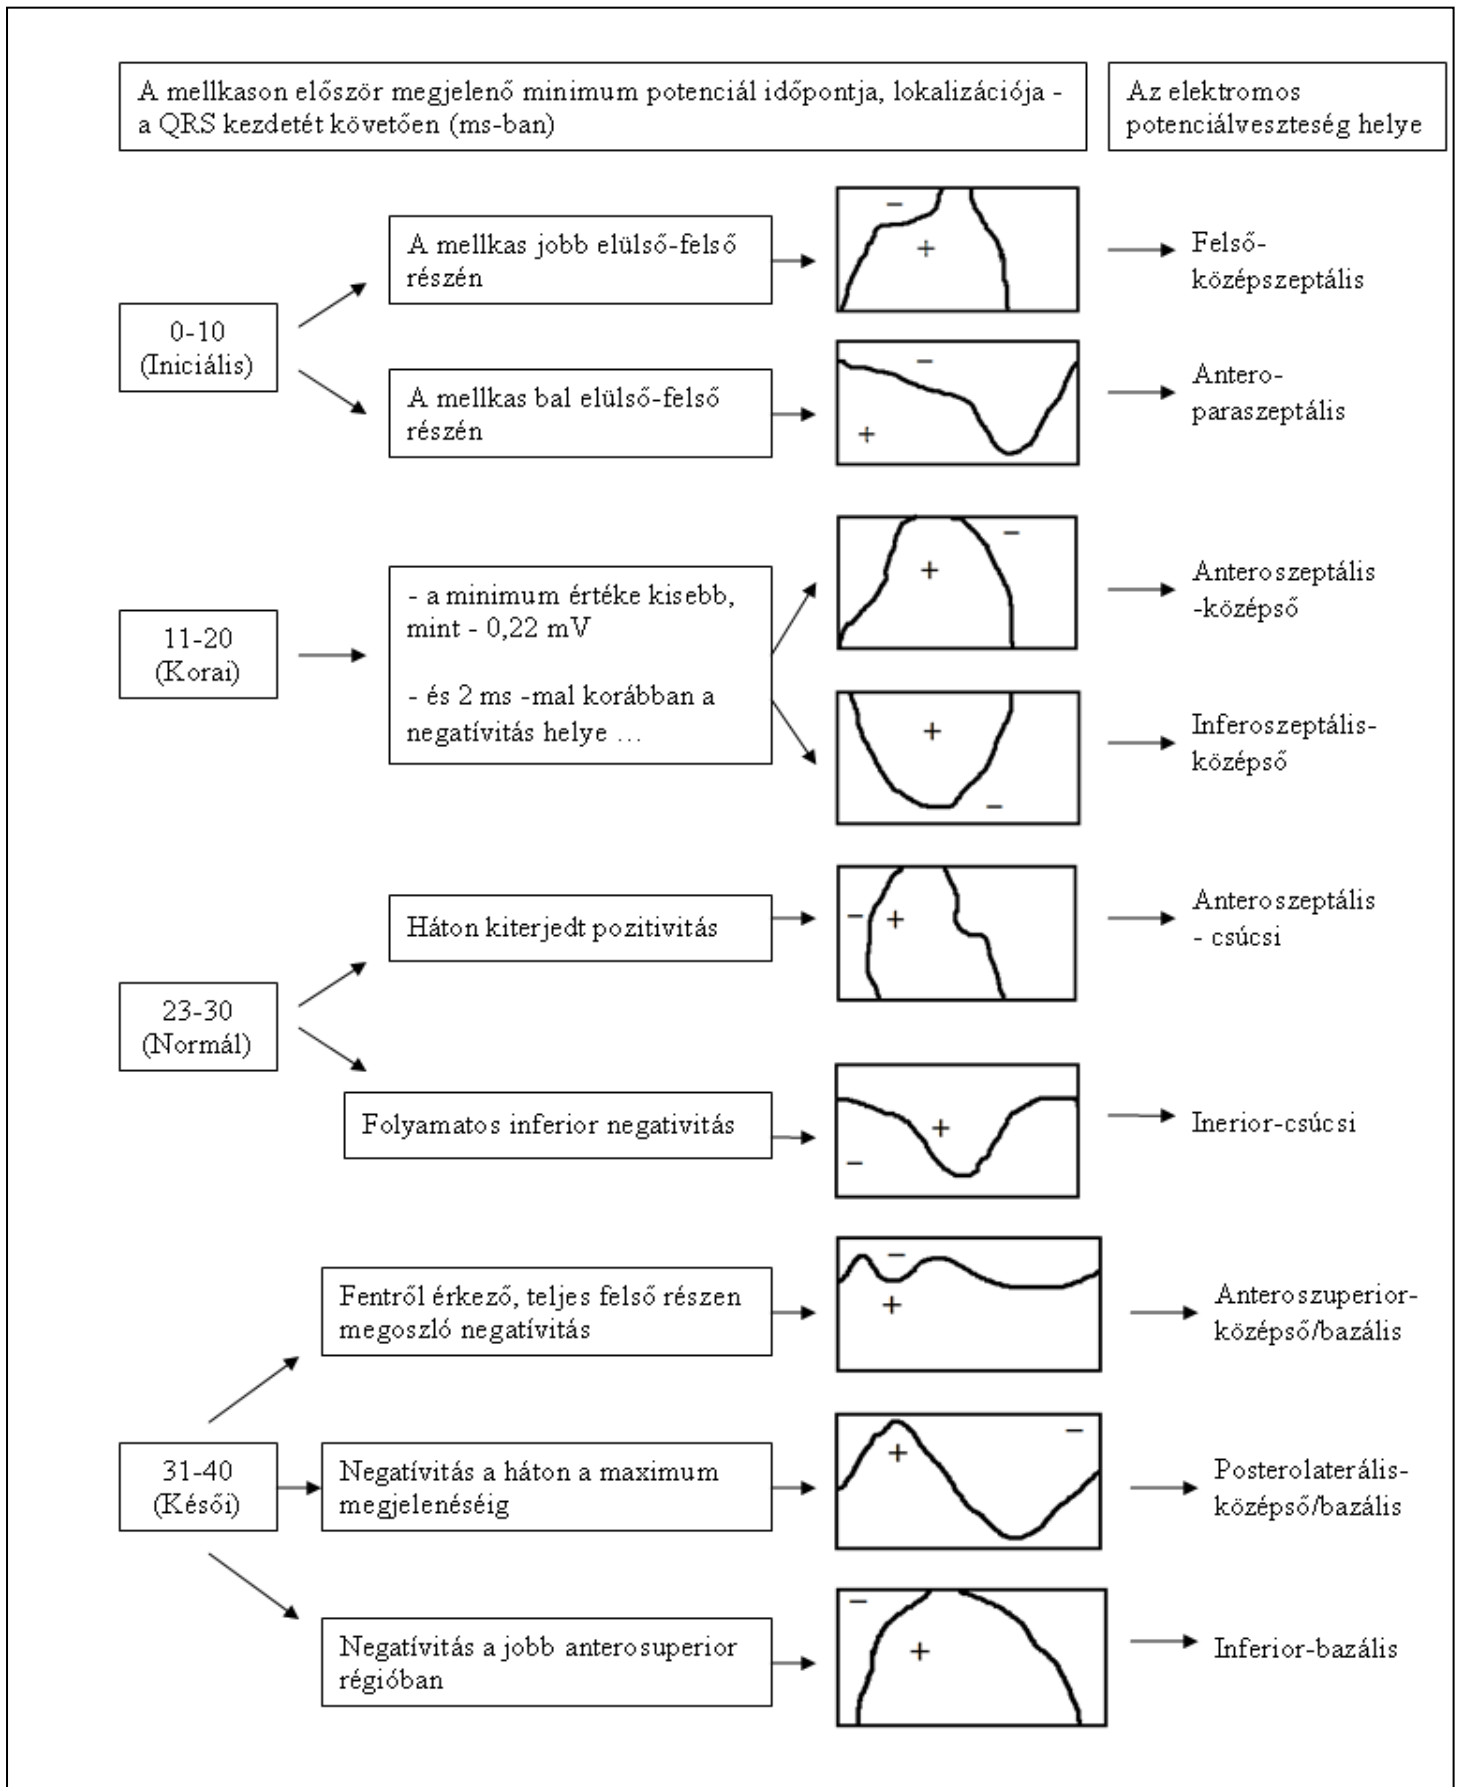 A mellkason először megjelenő minimum potenciál időpontja, lokalizációja -
a QRS kezdetét követően (ms-ban)
Az elektromos
potenciálveszteség helye
0-10
(Iniciális)
A mellkas jobb elülső-felső
részén
−
+
Felső-
középszeptális
A mellkas bal elülső-felső
részén
−
+
Antero-
paraszeptális
11-20
(Korai)
- a minimum értéke kisebb,
mint - 0,22 mV
- és 2 ms -mal korábban a
negatívitás helye ...
−
+
Anteroszeptális
-középső
+
−
Inferoszeptális-
középső
23-30
(Normál)
Háton kiterjedt pozitivitás
− +
Anteroszeptális
- csúcsi
Folyamatos inferior negativitás
+
−
Inerior-csúcsi
31-40
(Késői)
Fentről érkező, teljes felső részen
megoszló negatívitás
−
+
Anteroszuperior-
középső/bazális
Negatívitás a háton a maximum
megjelenéséig
−
+
Posterolaterális-
középső/bazális
Negatívitás a jobb anterosuperior
régióban
−
+
Inferior-bazális